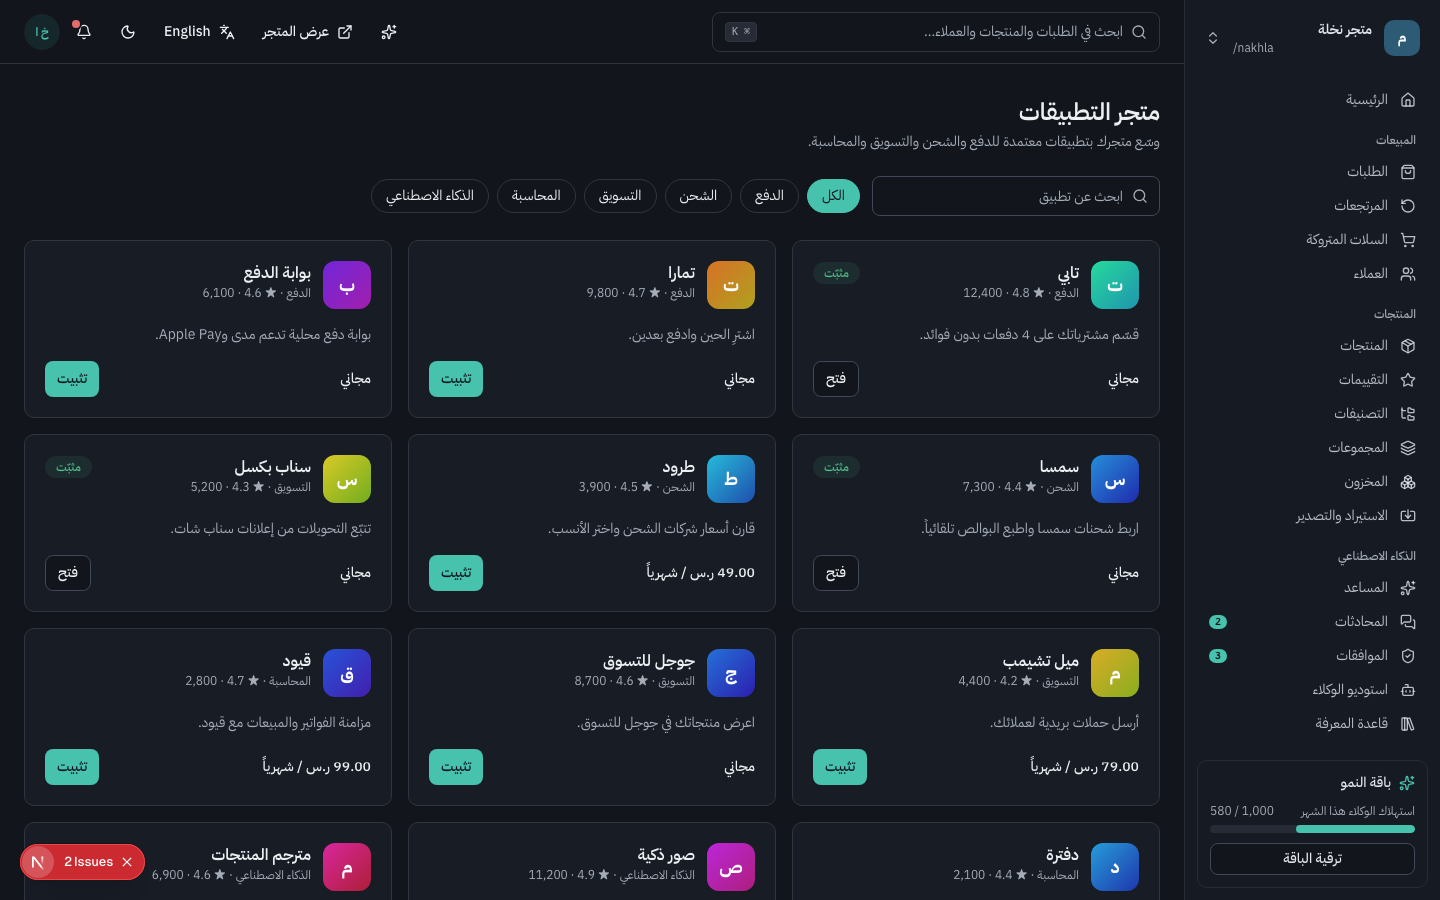 متجر نخلة
/nakhla
م
ابحث في الطلبات والمنتجات والعملاء...
⌘ K
عرض المتجر
English
خ ا
الرئيسية
المبيعات
الطلبات
المرتجعات
السلات المتروكة
العملاء
المنتجات
المنتجات
التقييمات
التصنيفات
المجموعات
المخزون
الاستيراد والتصدير
الذكاء الاصطناعي
المساعد
المحادثات 2
الموافقات 3
استوديو الوكلاء
قاعدة المعرفة
باقة النمو
استهلاك الوكلاء هذا الشهر
580 / 1,000
ترقية الباقة
متجر التطبيقات
وسّع متجرك بتطبيقات معتمدة للدفع والشحن والتسويق والمحاسبة.
ابحث عن تطبيق
الكل
الدفع
الشحن
التسويق
المحاسبة
الذكاء الاصطناعي
ت
تابي
مثبّت
الدفع · ★ 4.8 · 12,400
قسّم مشترياتك على 4 دفعات بدون فوائد.
مجاني
فتح
ت
تمارا
الدفع · ★ 4.7 · 9,800
اشترِ الحين وادفع بعدين.
مجاني
تثبيت
ب
بوابة الدفع
الدفع · ★ 4.6 · 6,100
بوابة دفع محلية تدعم مدى وApple Pay.
مجاني
تثبيت
س
سمسا
مثبّت
الشحن · ★ 4.4 · 7,300
اربط شحنات سمسا واطبع البوالص تلقائياً.
مجاني
فتح
ط
طرود
الشحن · ★ 4.5 · 3,900
قارن أسعار شركات الشحن واختر الأنسب.
49.00 ر.س / شهرياً
تثبيت
س
سناب بكسل
مثبّت
التسويق · ★ 4.3 · 5,200
تتبّع التحويلات من إعلانات سناب شات.
مجاني
فتح
م
ميل تشيمب
التسويق · ★ 4.2 · 4,400
أرسل حملات بريدية لعملائك.
79.00 ر.س / شهرياً
تثبيت
ج
جوجل للتسوق
التسويق · ★ 4.6 · 8,700
اعرض منتجاتك في جوجل للتسوق.
مجاني
تثبيت
ق
قيود
المحاسبة · ★ 4.7 · 2,800
مزامنة الفواتير والمبيعات مع قيود.
99.00 ر.س / شهرياً
تثبيت
د
دفترة
المحاسبة · ★ 4.4 · 2,100
ص
صور ذكية
الذكاء الاصطناعي · ★ 4.9 · 11,200
م
مترجم المنتجات
الذكاء الاصطناعي · ★ 4.6 · 6,900
N
2 Issues